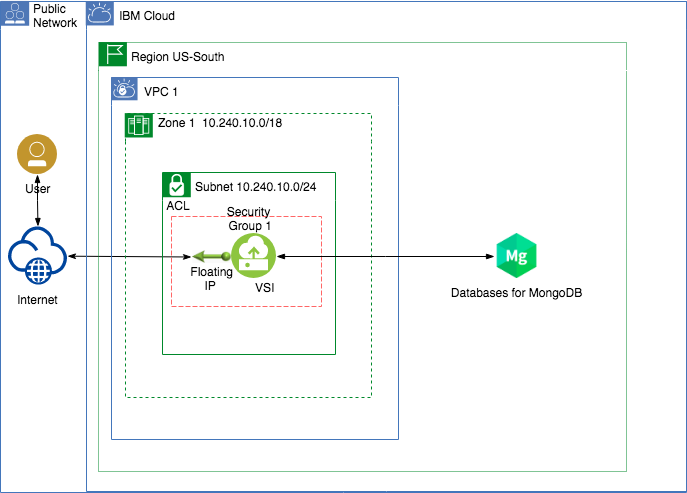 Public
Network
IBM Cloud
Region US-South
VPC 1
Zone 1 10.240.10.0/18
Subnet 10.240.10.0/24
ACL
Security
Group 1
Floating
IP
VSI
User
Internet
Mg
Databases for MongoDB